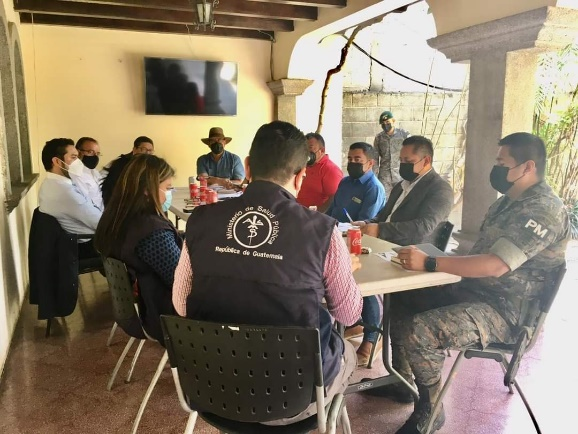 Ministerio de Salud Pública
República de Guatemala
PM